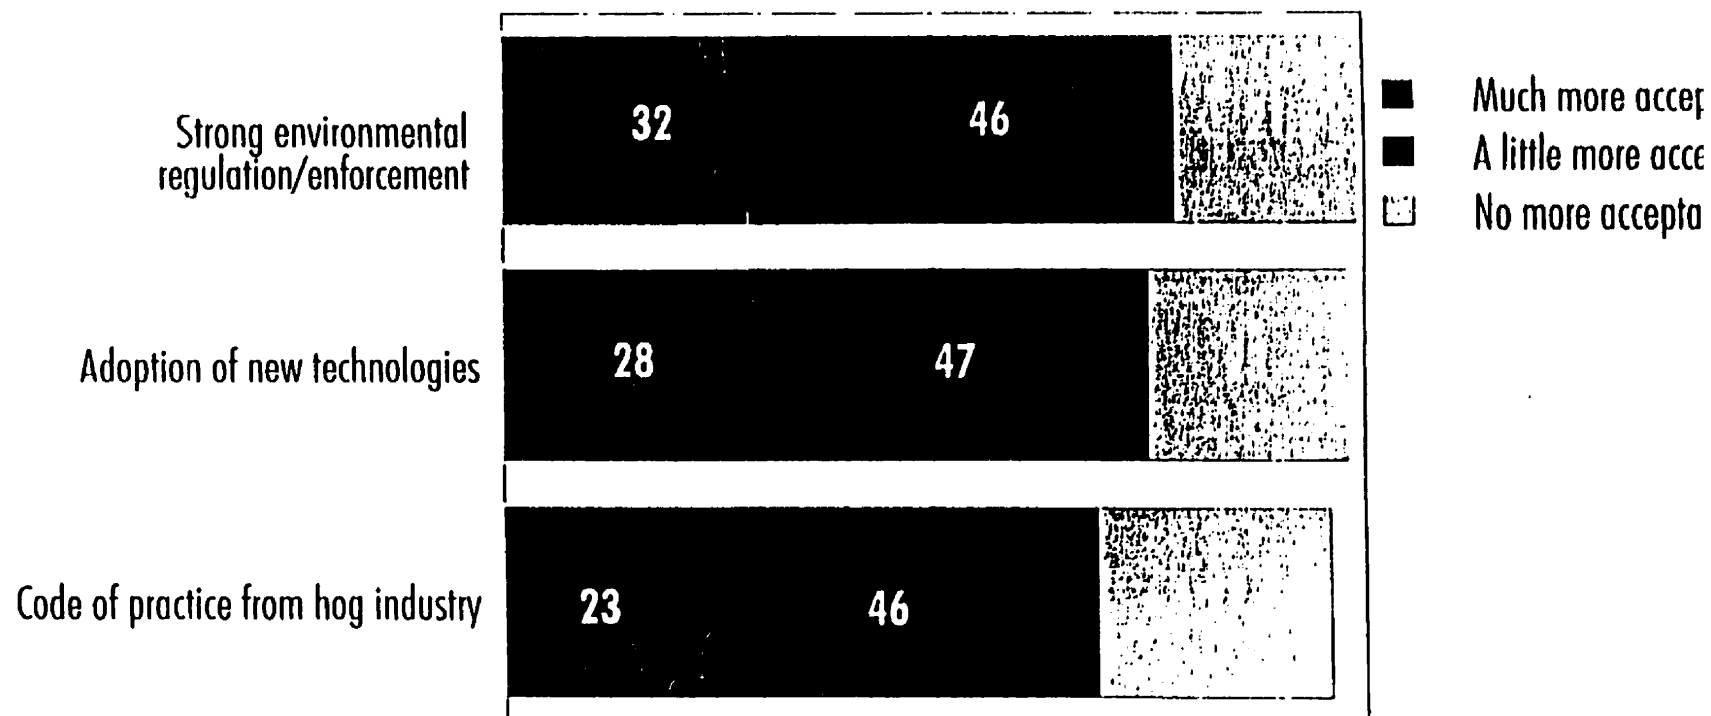 Strong environmental
regulation/enforcement
32
46
Much more accep
A little more acce
No more accepta
Adoption of new technologies
28
47
Code of practice from hog industry
23
46